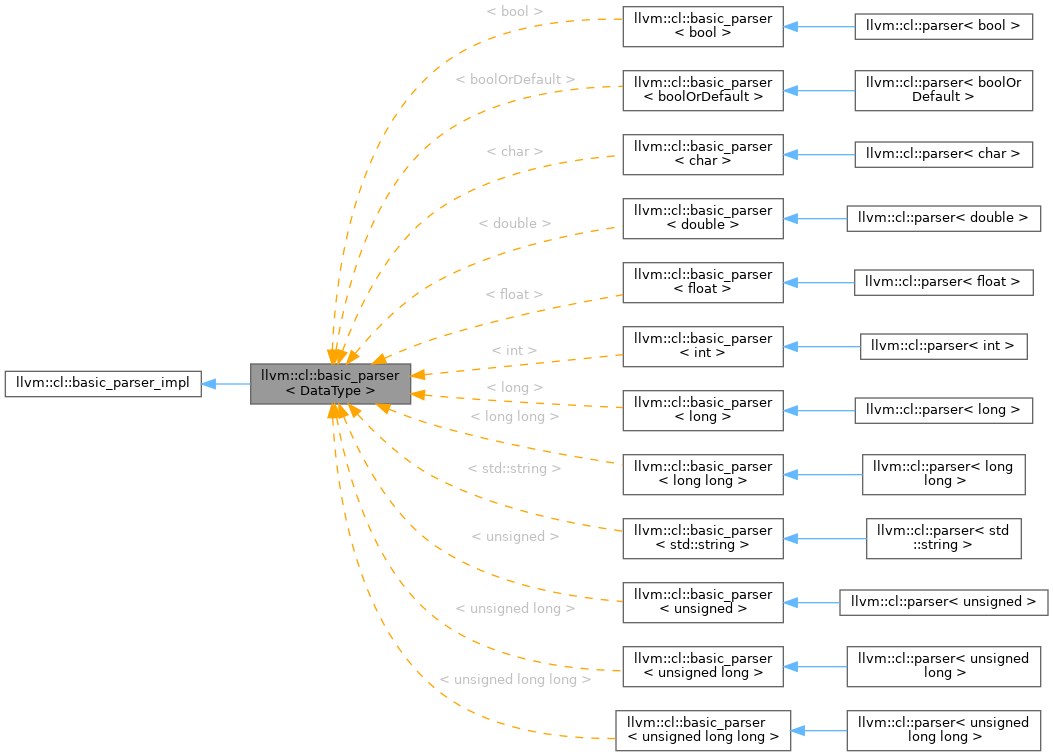 < bool >
llvm::cl::basic_parser
< bool >
llvm::cl::parser< bool >
< boolOrDefault >
llvm::cl::basic_parser
< boolOrDefault >
llvm::cl::parser< boolOr
Default >
< char >
llvm::cl::basic_parser
< char >
llvm::cl::parser< char >
< double >
llvm::cl::basic_parser
< double >
llvm::cl::parser< double >
< float >
llvm::cl::basic_parser
< float >
llvm::cl::parser< float >
< int >
llvm::cl::basic_parser
< int >
llvm::cl::parser< int >
llvm::cl::basic_parser_impl
llvm::cl::basic_parser
< DataType >
< long >
llvm::cl::basic_parser
< long >
llvm::cl::parser< long >
< long long >
llvm::cl::basic_parser
< long long >
llvm::cl::parser< long
long >
< std::string >
llvm::cl::basic_parser
< std::string >
llvm::cl::parser< std
::string >
< unsigned >
llvm::cl::basic_parser
< unsigned >
llvm::cl::parser< unsigned >
< unsigned long >
llvm::cl::basic_parser
< unsigned long >
llvm::cl::parser< unsigned
long >
< unsigned long long >
llvm::cl::basic_parser
< unsigned long long >
llvm::cl::parser< unsigned
long long >